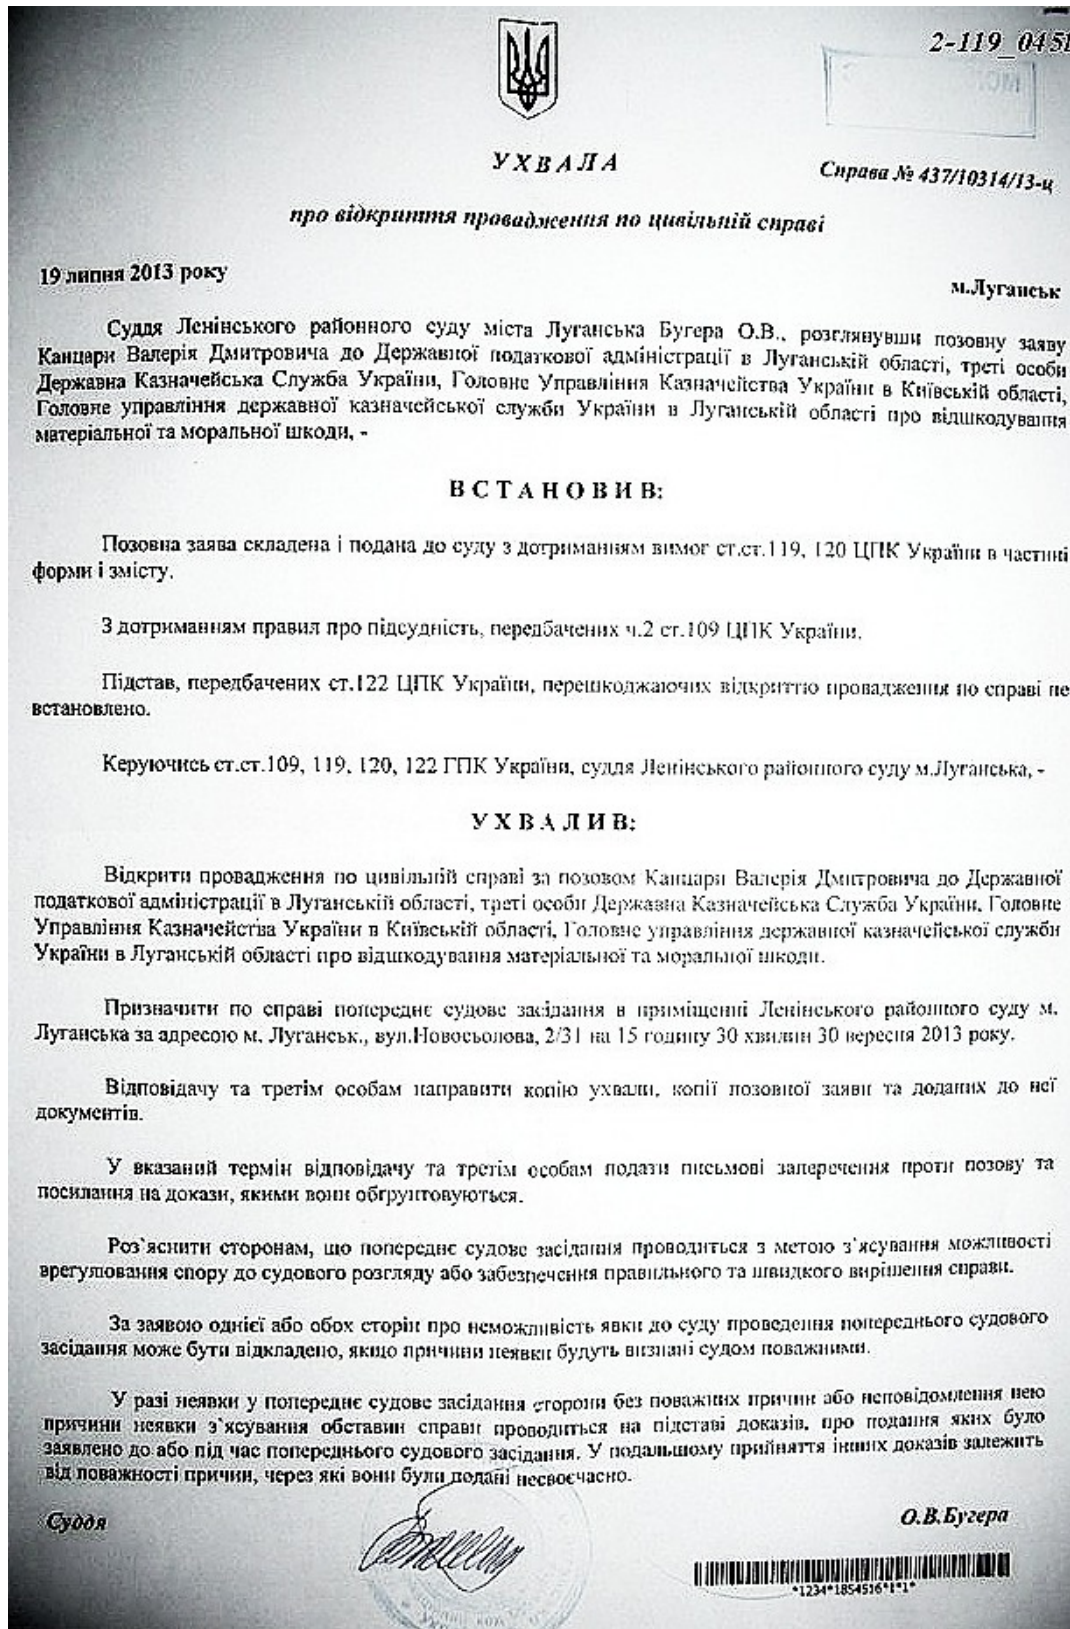 2-119_045
УХВАЛА
Справа № 437/10314/13-ц
про відкриття провадження по цивільній справі
19 липня 2013 року
м.Луганськ
Суддя Ленінського районного суду міста Луганська Бугера О.В., розглянувши позовну заяву
Канцари Валерія Дмитровича до Державної податкової адміністрації в Луганській області, треті особи
Державна Казначейська Служба України, Головне Управління Казначейства України в Київській області,
Головне управління державної казначейської служби України в Луганській області про відшкодування
матеріальної та моральної шкоди, -
ВСТАНОВИВ:
Позовна заява складена і подана до суду з дотриманням вимог ст.ст.119, 120 ЦПК України в частині
форми і змісту.
З дотриманням правил про підсудність, передбачених ч.2 ст.109 ЦПК України.
Підстав, передбачених ст.122 ЦПК України, перешкоджаючих відкриттю провадження по справі не
встановлено.
Керуючись ст.ст.109, 119, 120, 122 ГПК України, суддя Ленінського районного суду м.Луганська, -
УХВАЛИВ:
Відкрити провадження по цивільній справі за позовом Канцари Валерія Дмитровича до Державної
податкової адміністрації в Луганській області, треті особи Державна Казначейська Служба України, Головне
Управління Казначейства України в Київській області, Головне управління державної казначейської служби
України в Луганській області про відшкодування матеріальної та моральної шкоди.
Призначити по справі попереднє судове засідання в приміщенні Ленінського районного суду м.
Луганська за адресою м. Луганськ., вул.Новосьолова, 2/31 на 15 годину 30 хвилин 30 вересня 2013 року.
Відповідачу та третім особам направити копію ухвали, копії позовної заяви та доданих до неї
документів.
У вказаний термін відповідачу та третім особам подати письмові заперечення проти позову та
посилання на докази, якими вони обґрунтовуються.
Роз`яснити сторонам, що попереднє судове засідання проводиться з метою з`ясування можливості
врегулювання спору до судового розгляду або забезпечення правильного та швидкого вирішення справи.
За заявою однієї або обох сторін про неможливість явки до суду проведення попереднього судового
засідання може бути відкладено, якщо причини неявки будуть визнані судом поважними.
У разі неявки у попереднє судове засідання сторони без поважних причин або неповідомлення нею
причини неявки з`ясування обставин справи проводиться на підставі доказів, про подання яких було
заявлено до або під час попереднього судового засідання. У подальшому прийняття інших доказів залежить
від поважності причин, через які вони були подані несвоєчасно.
Суддя
О.В.Бугера
*1234*1854516*1*1*